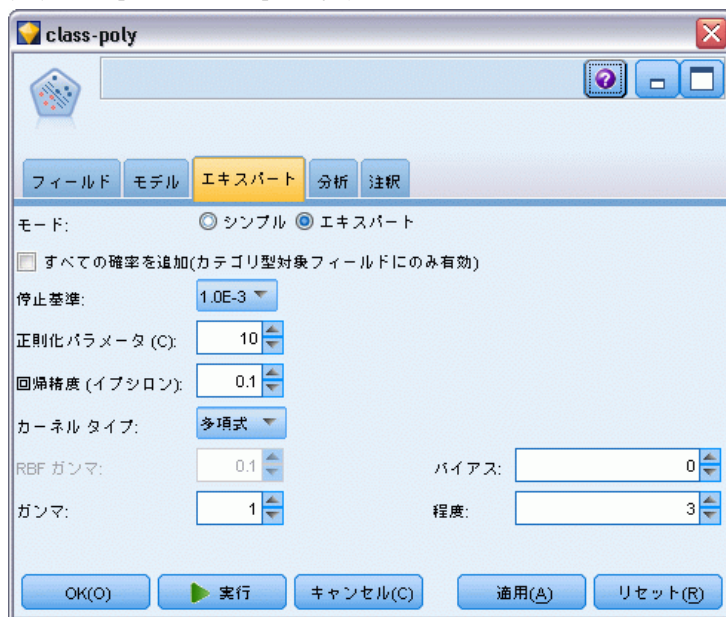 class-poly
フィールド モデル エキスパート 分析 注釈
モード: シンプル エキスパート
すべての確率を追加(カテゴリ型対象フィールドにのみ有効)
停止基準: 1.0E-3
正則化パラメータ (C): 10
回帰精度 (イプシロン): 0.1
カーネル タイプ: 多項式
RBF ガンマ: 0.1 バイアス: 0
ガンマ: 1 程度: 3
OK(O) 実行 キャンセル(C) 適用(A) リセット(R)